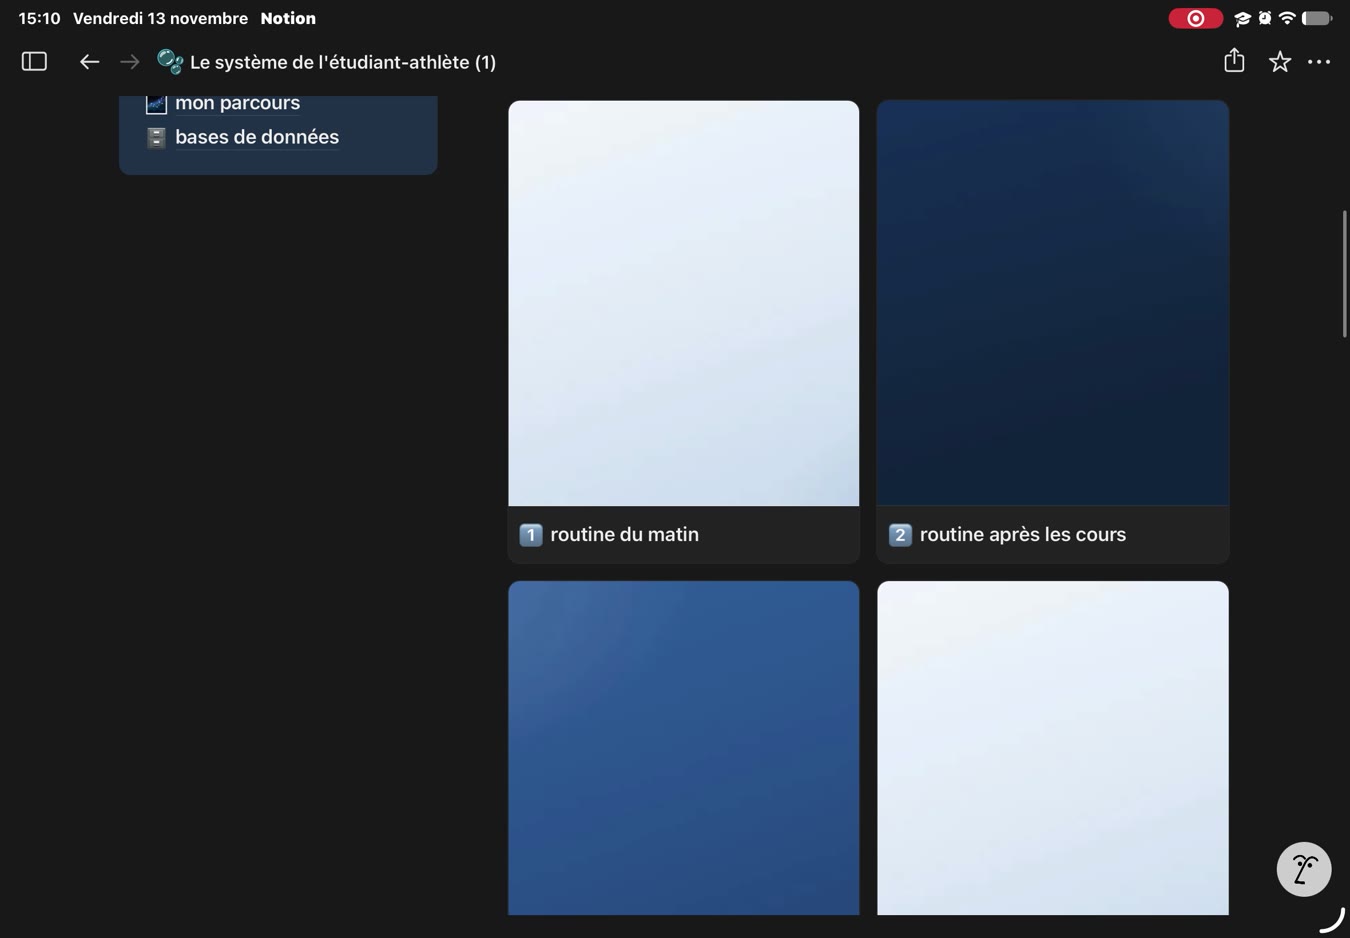 15:10 Vendredi 13 novembre Notion
Le système de l'étudiant-athlète (1)
mon parcours
bases de données
1 routine du matin
2 routine après les cours